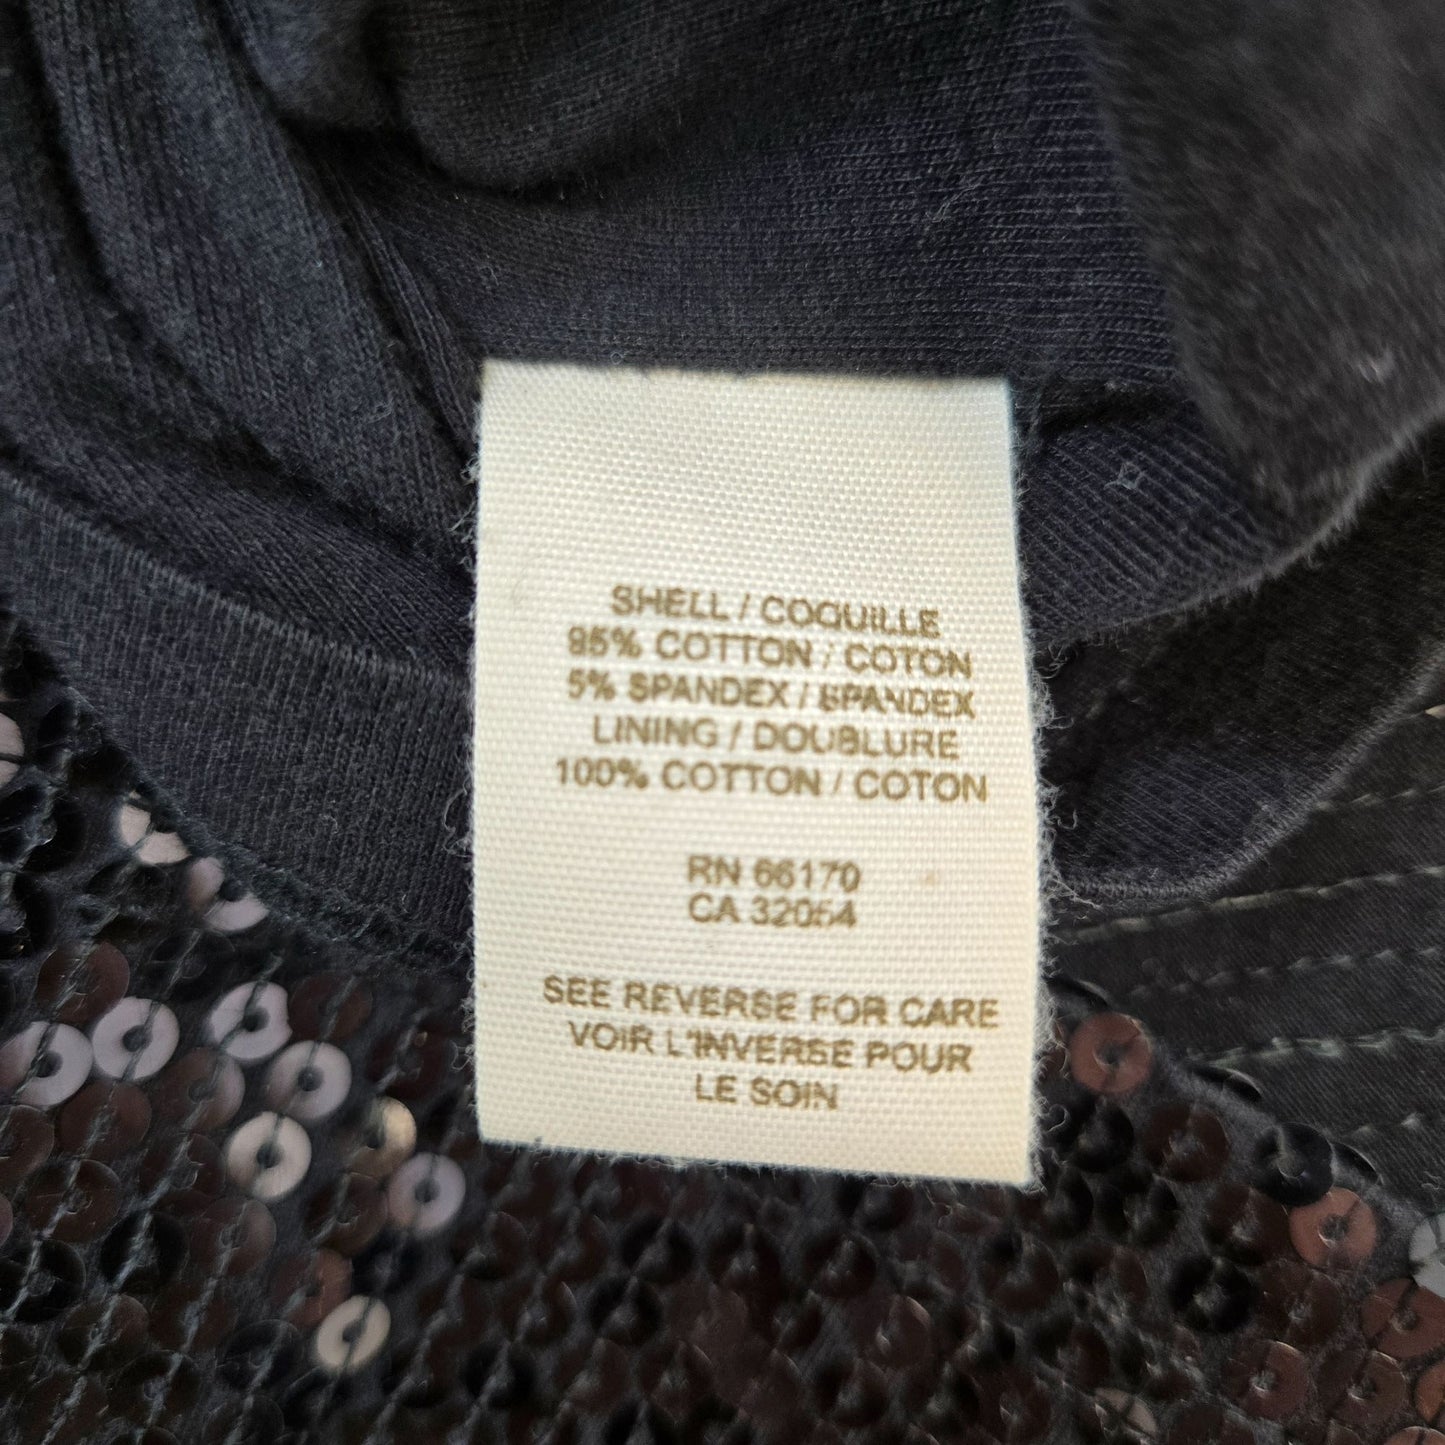 SHELL / COQUILLE
95% COTTON / COTON
5% SPANDEX / SPANDEX
LINING / DOUBLURE
100% COTTON / COTON
RN 66170
CA 32054
SEE REVERSE FOR CARE
VOIR L'INVERSE POUR
LE SOIN